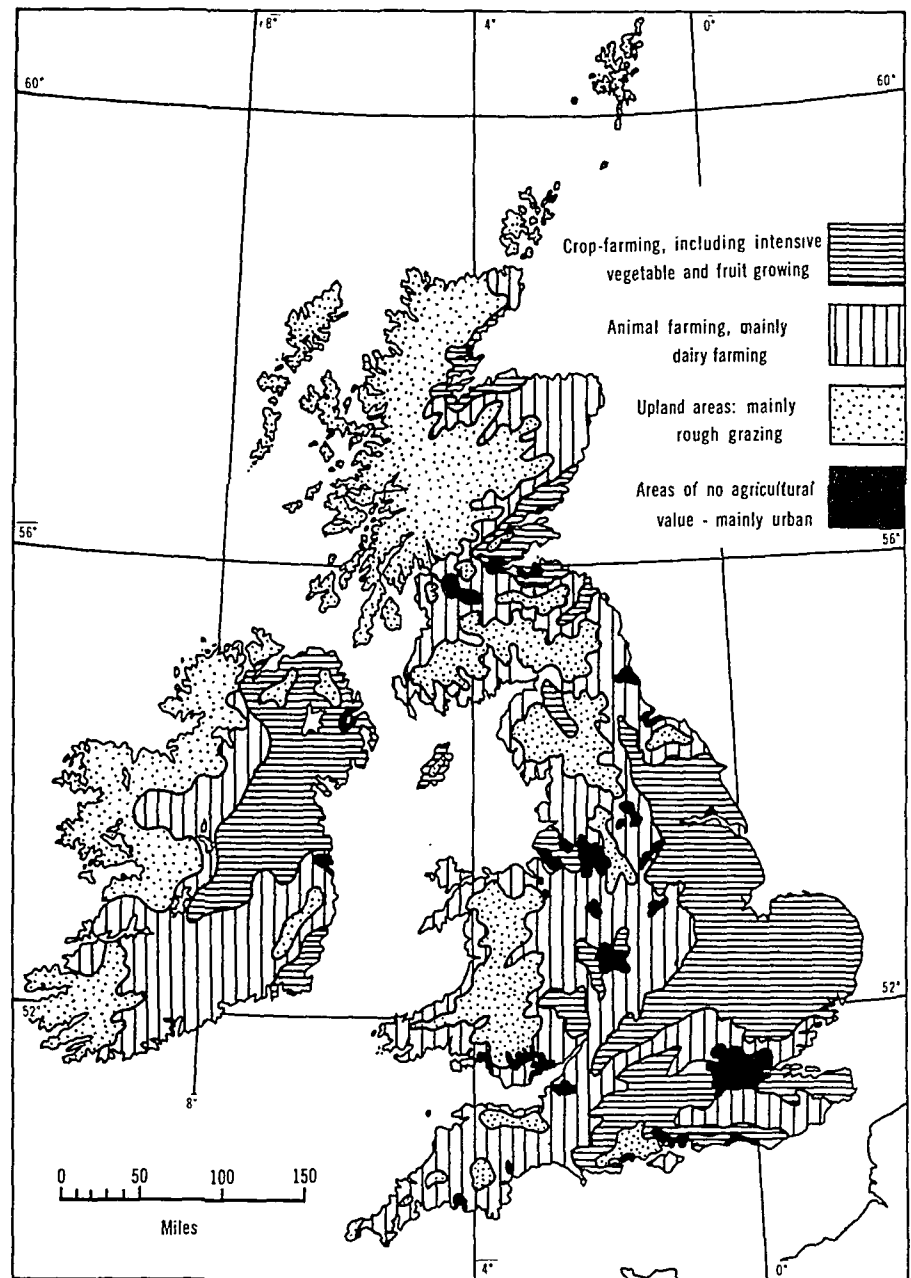 8°
4°
0°
60°
60°
Crop-farming, including intensive
vegetable and fruit growing
Animal farming, mainly
dairy farming
Upland areas: mainly
rough grazing
Areas of no agricultural
value - mainly urban
56°
56°
52°
52°
8°
0 50 100 150
Miles
4°
0°